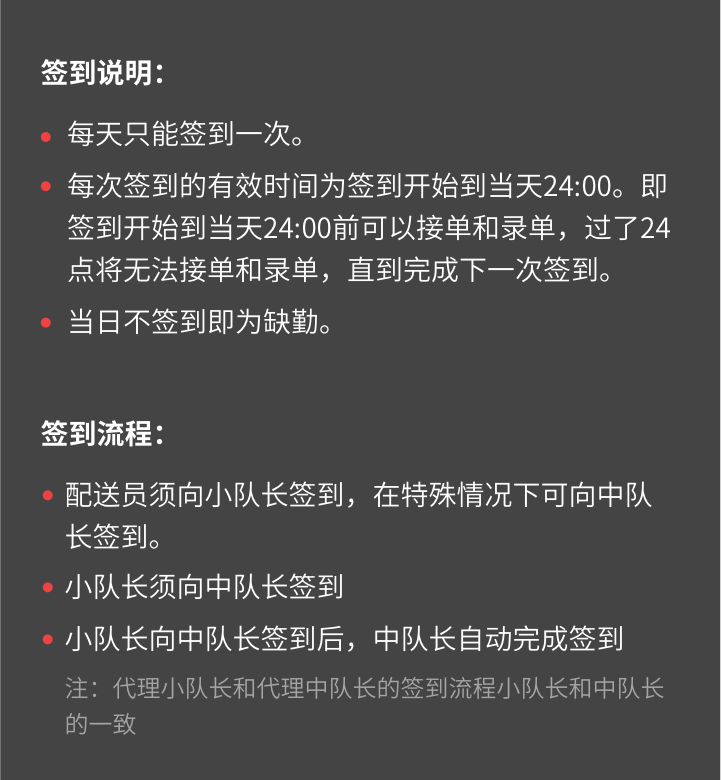 签到说明：
每天只能签到一次。
每次签到的有效时间为签到开始到当天24:00。即
签到开始到当天24:00前可以接单和录单，过了24
点将无法接单和录单，直到完成下一次签到。
当日不签到即为缺勤。
签到流程：
配送员须向小队长签到，在特殊情况下可向中队
长签到。
小队长须向中队长签到
小队长向中队长签到后，中队长自动完成签到
注：代理小队长和代理中队长的签到流程小队长和中队长
的一致